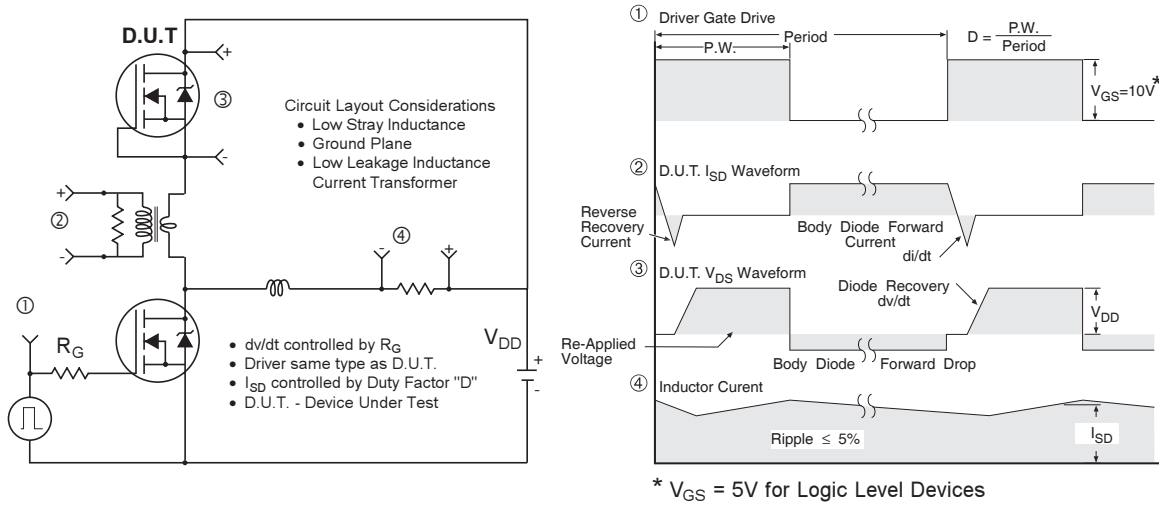 D.U.T
+
③
-
Circuit Layout Considerations
• Low Stray Inductance
• Ground Plane
• Low Leakage Inductance
Current Transformer
+
②
-
④
-
+
①
R_G
V_DD
+
-
• dv/dt controlled by R_G
• Driver same type as D.U.T.
• I_SD controlled by Duty Factor "D"
• D.U.T. - Device Under Test
① Driver Gate Drive
P.W.
Period
D = P.W.
Period
V_GS=10V*
② D.U.T. I_SD Waveform
Reverse
Recovery
Current
Body Diode Forward
Current
di/dt
③ D.U.T. V_DS Waveform
Diode Recovery
dv/dt
V_DD
Re-Applied
Voltage
Body Diode Forward Drop
④ Inductor Curent
Ripple ≤ 5%
I_SD
* V_GS = 5V for Logic Level Devices